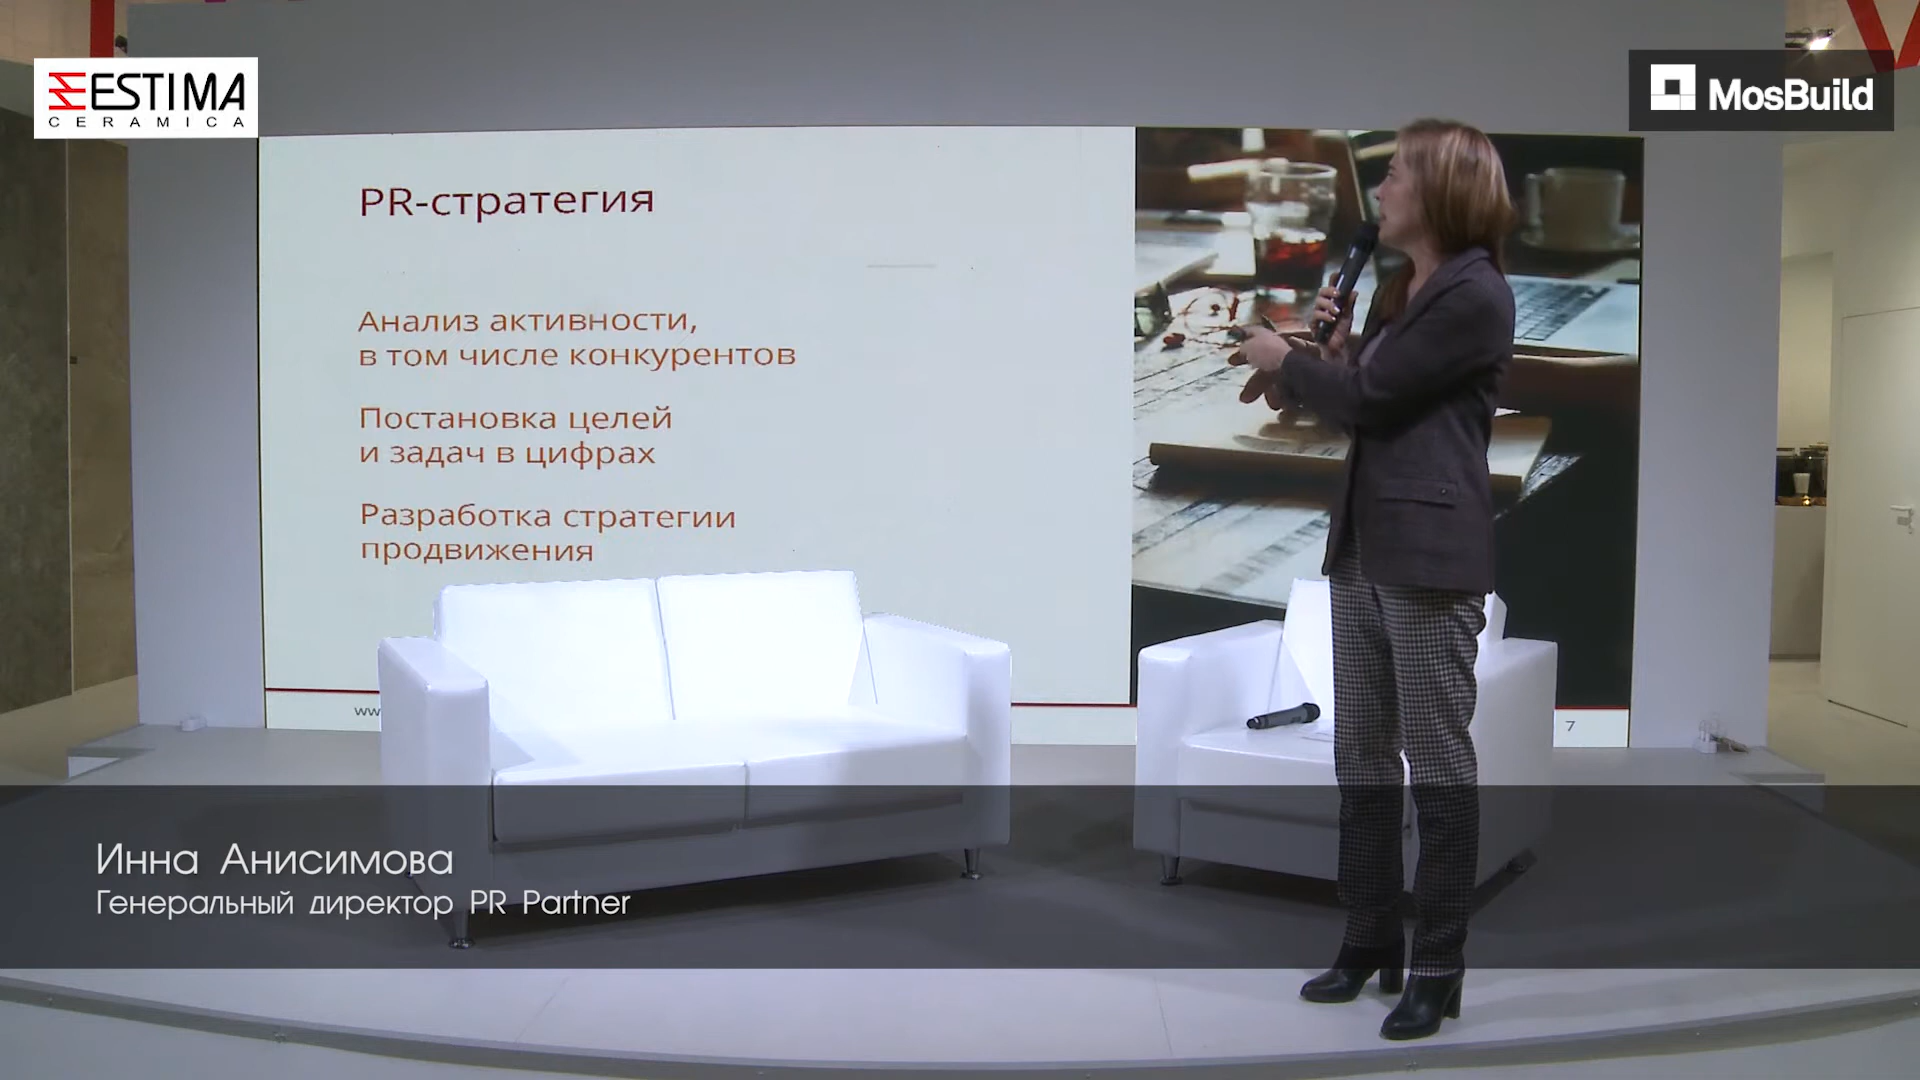 ESTIMA
CERAMICA
MosBuild
PR-стратегия
Анализ активности,
в том числе конкурентов
Постановка целей
и задач в цифрах
Разработка стратегии
продвижения
7
Инна Анисимова
Генеральный директор PR Partner